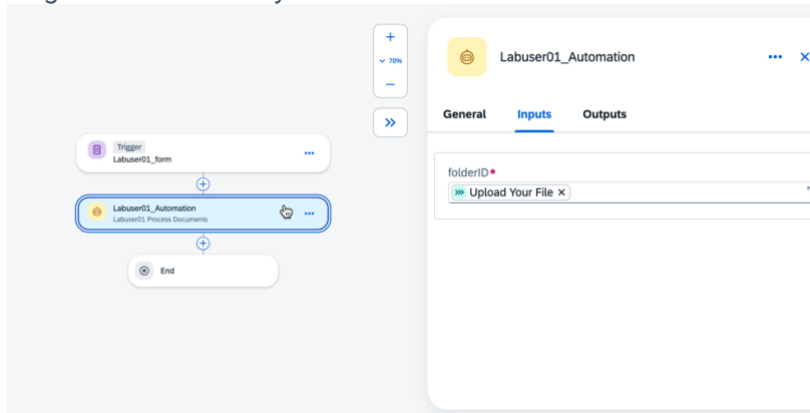 +
70%
−
Trigger
Labuser01_form
Labuser01_Automation
Labuser01 Process Documents
End
Labuser01_Automation
General Inputs Outputs
folderID*
Upload Your File ×